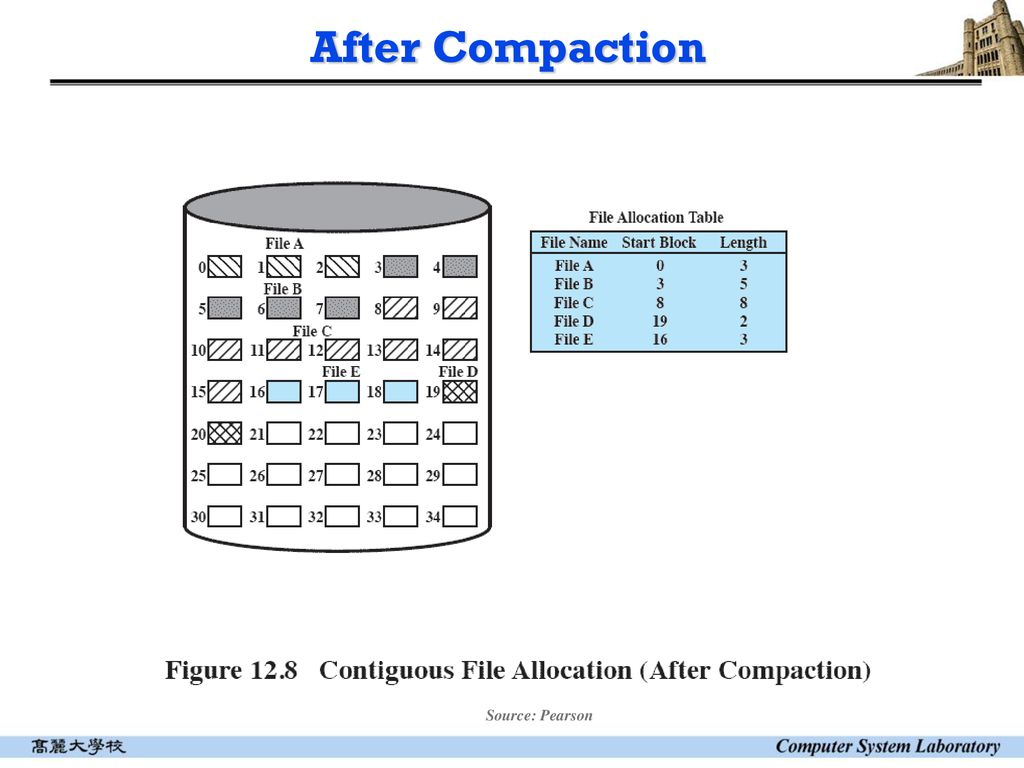 After Compaction
File A
0 1 2 3 4
File B
5 6 7 8 9
File C
10 11 12 13 14
File E File D
15 16 17 18 19
20 21 22 23 24
25 26 27 28 29
30 31 32 33 34
File Allocation Table
File Name Start Block Length
File A 0 3
File B 3 5
File C 8 8
File D 19 2
File E 16 3
Figure 12.8 Contiguous File Allocation (After Compaction)
Source: Pearson
高麗大學校 Computer System Laboratory